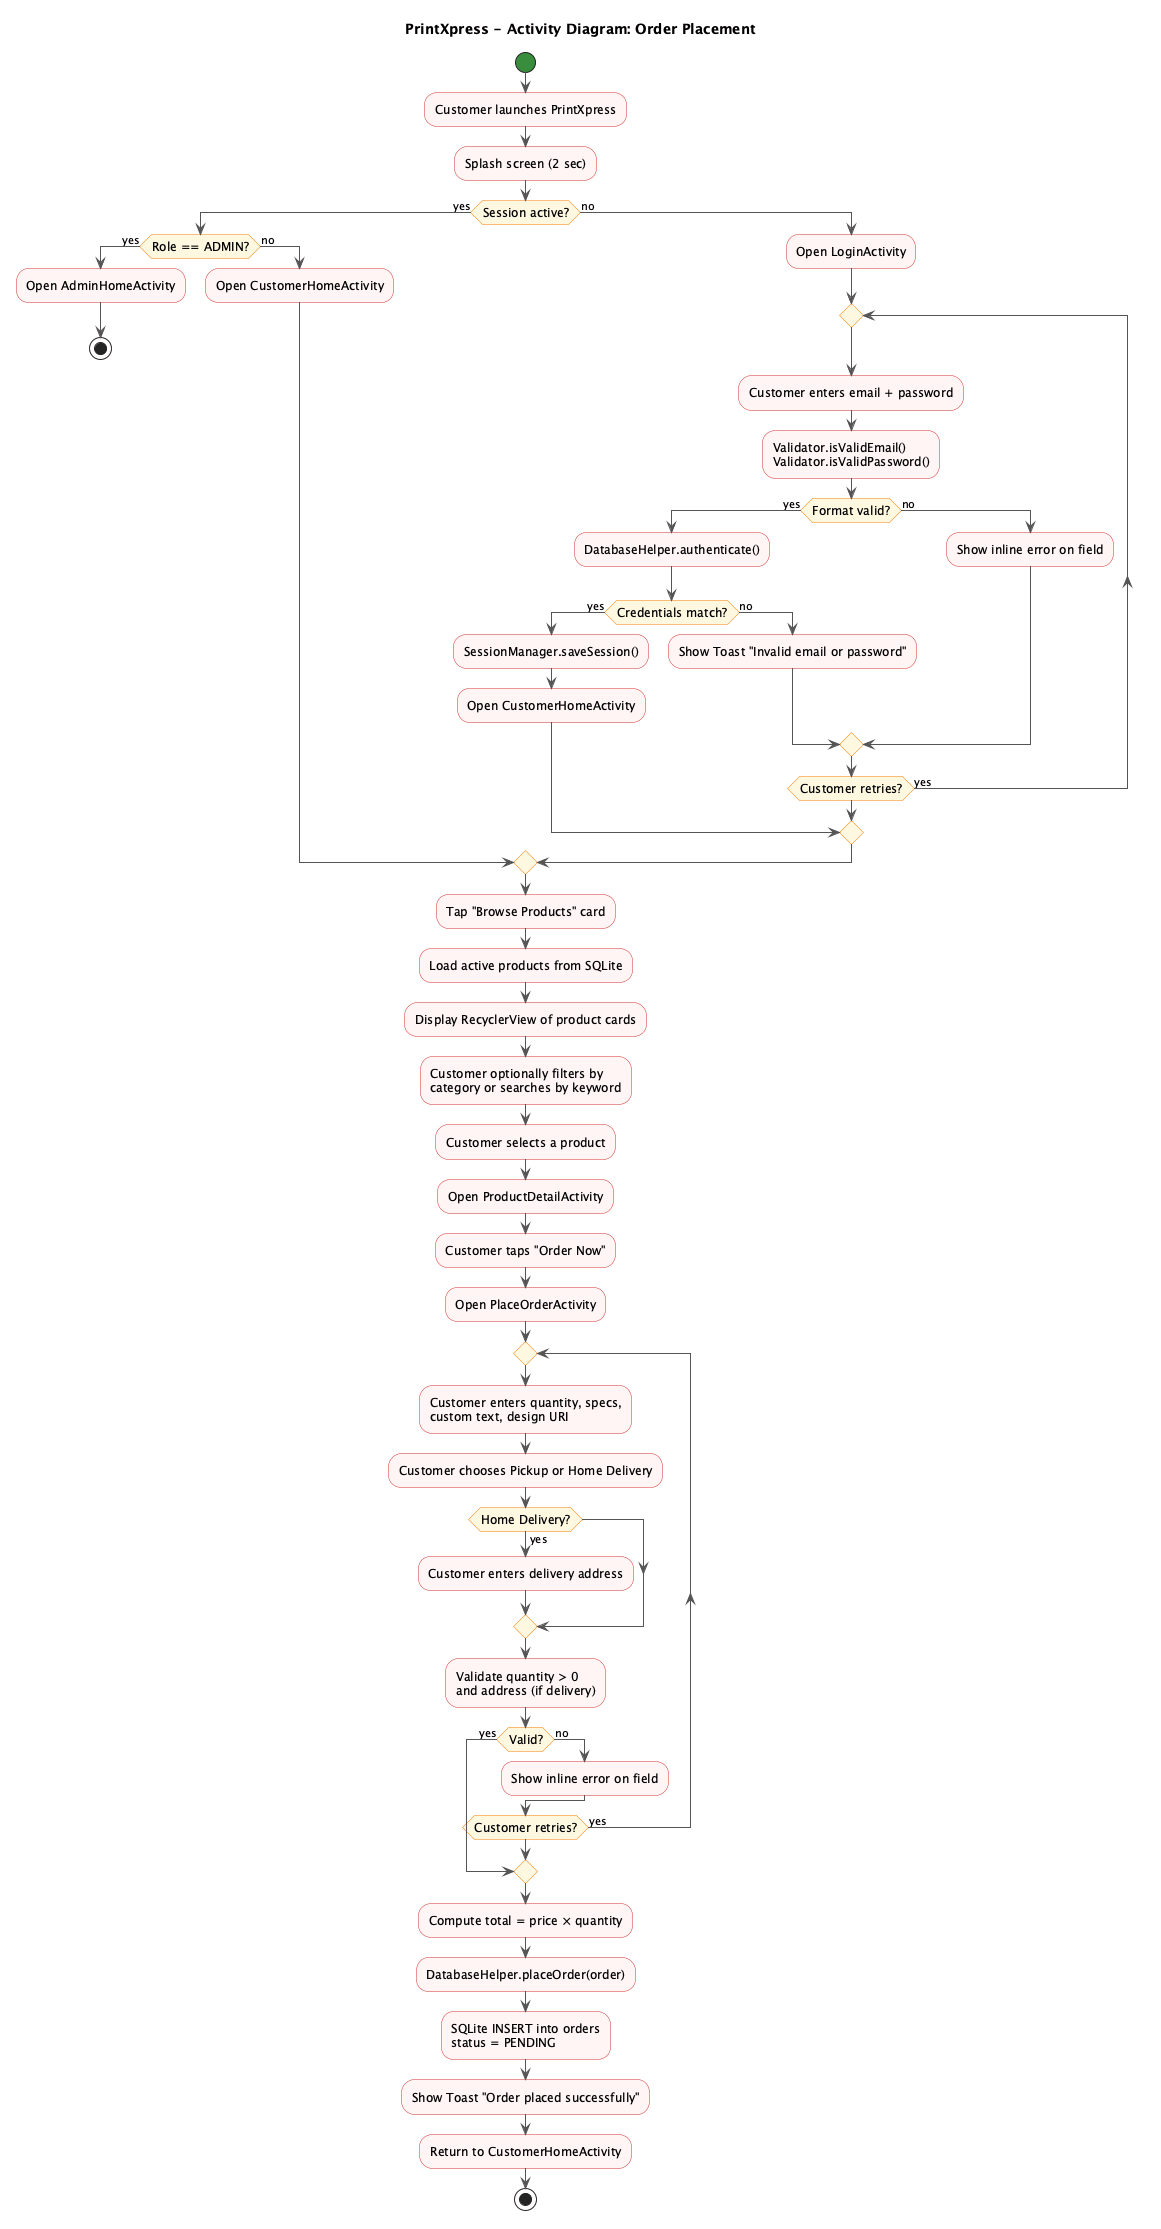 PrintXpress - Activity Diagram: Order Placement
Customer launches PrintXpress
Splash screen (2 sec)
yes
Session active?
no
yes
Role == ADMIN?
no
Open LoginActivity
Open AdminHomeActivity
Open CustomerHomeActivity
Customer enters email + password
Validator.isValidEmail()
Validator.isValidPassword()
yes
Format valid?
no
DatabaseHelper.authenticate()
Show inline error on field
yes
Credentials match?
no
SessionManager.saveSession()
Show Toast "Invalid email or password"
Open CustomerHomeActivity
Customer retries?
yes
Tap "Browse Products" card
Load active products from SQLite
Display RecyclerView of product cards
Customer optionally filters by
category or searches by keyword
Customer selects a product
Open ProductDetailActivity
Customer taps "Order Now"
Open PlaceOrderActivity
Customer enters quantity, specs,
custom text, design URI
Customer chooses Pickup or Home Delivery
Home Delivery?
yes
Customer enters delivery address
Validate quantity > 0
and address (if delivery)
yes
Valid?
no
Show inline error on field
Customer retries?
yes
Compute total = price × quantity
DatabaseHelper.placeOrder(order)
SQLite INSERT into orders
status = PENDING
Show Toast "Order placed successfully"
Return to CustomerHomeActivity